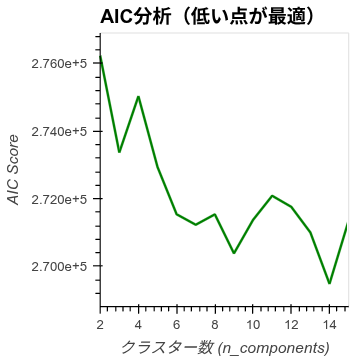 AIC分析（低い点が最適）
2.760e+5
2.740e+5
2.720e+5
2.700e+5
AIC Score
2 4 6 8 10 12 14
クラスター数 (n_components)